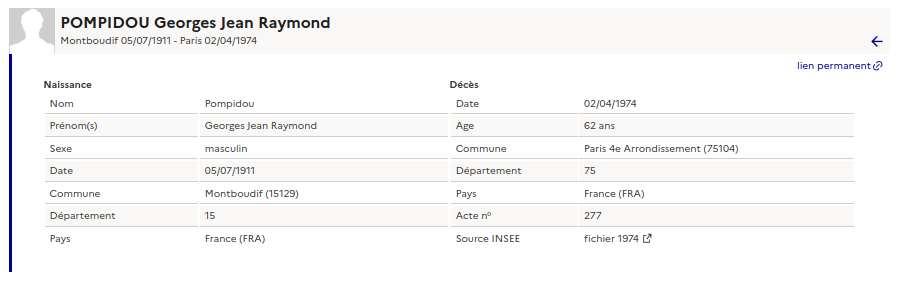 POMPIDOU Georges Jean Raymond
Montboudif 05/07/1911 - Paris 02/04/1974
lien permanent
Naissance Décès
Nom Pompidou Date 02/04/1974
Prénom(s) Georges Jean Raymond Age 62 ans
Sexe masculin Commune Paris 4e Arrondissement (75104)
Date 05/07/1911 Département 75
Commune Montboudif (15129) Pays France (FRA)
Département 15 Acte n° 277
Pays France (FRA) Source INSEE fichier 1974